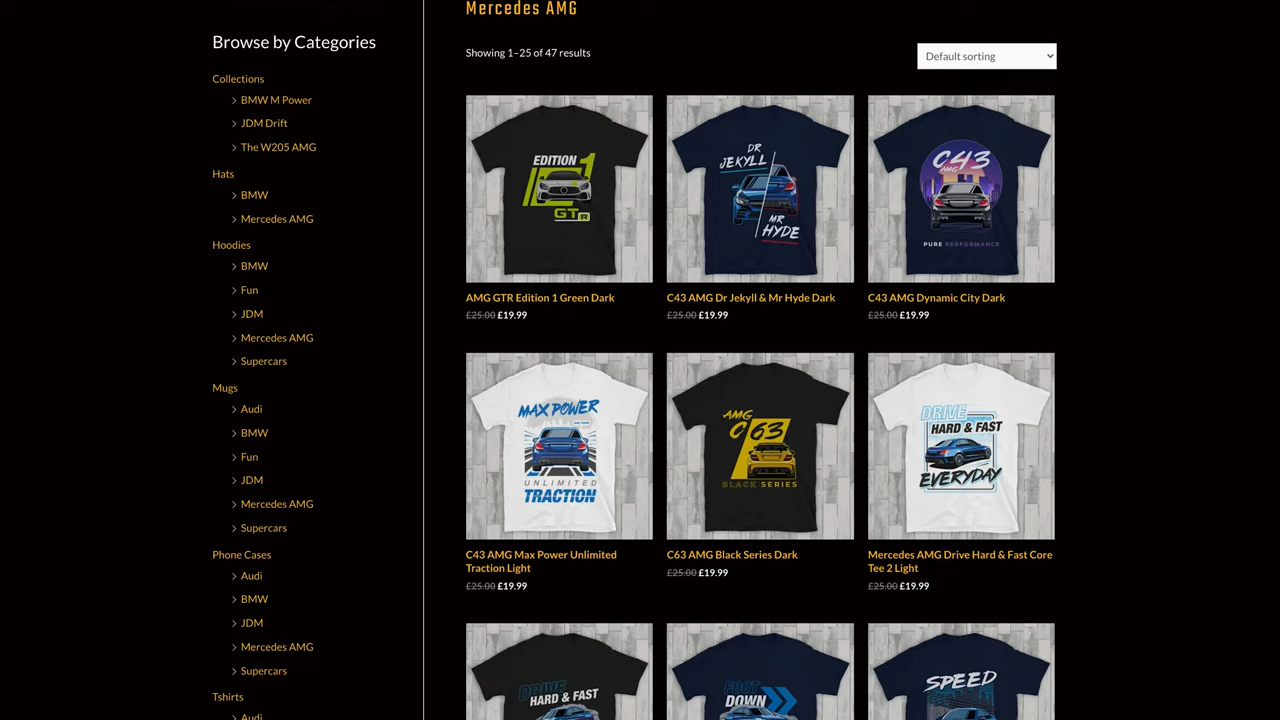 Browse by Categories
Collections
BMW M Power
JDM Drift
The W205 AMG
Hats
BMW
Mercedes AMG
Hoodies
BMW
Fun
JDM
Mercedes AMG
Supercars
Mugs
Audi
BMW
Fun
JDM
Mercedes AMG
Supercars
Phone Cases
Audi
BMW
JDM
Mercedes AMG
Supercars
Tshirts
Audi
Mercedes AMG
Showing 1–25 of 47 results
Default sorting
EDITION 1
GTR
DR
JEKYLL
MR
HYDE
C43
AMG
PURE PERFORMANCE
AMG GTR Edition 1 Green Dark
£25.00 £19.99
C43 AMG Dr Jekyll & Mr Hyde Dark
£25.00 £19.99
C43 AMG Dynamic City Dark
£25.00 £19.99
MAX POWER
UNLIMITED
TRACTION
AMG
C63
BLACK SERIES
DRIVE
HARD & FAST
EVERYDAY
C43 AMG Max Power Unlimited
Traction Light
£25.00 £19.99
C63 AMG Black Series Dark
£25.00 £19.99
Mercedes AMG Drive Hard & Fast Core
Tee 2 Light
£25.00 £19.99
DRIVE
HARD & FAST
FOOT
DOWN
SPEED